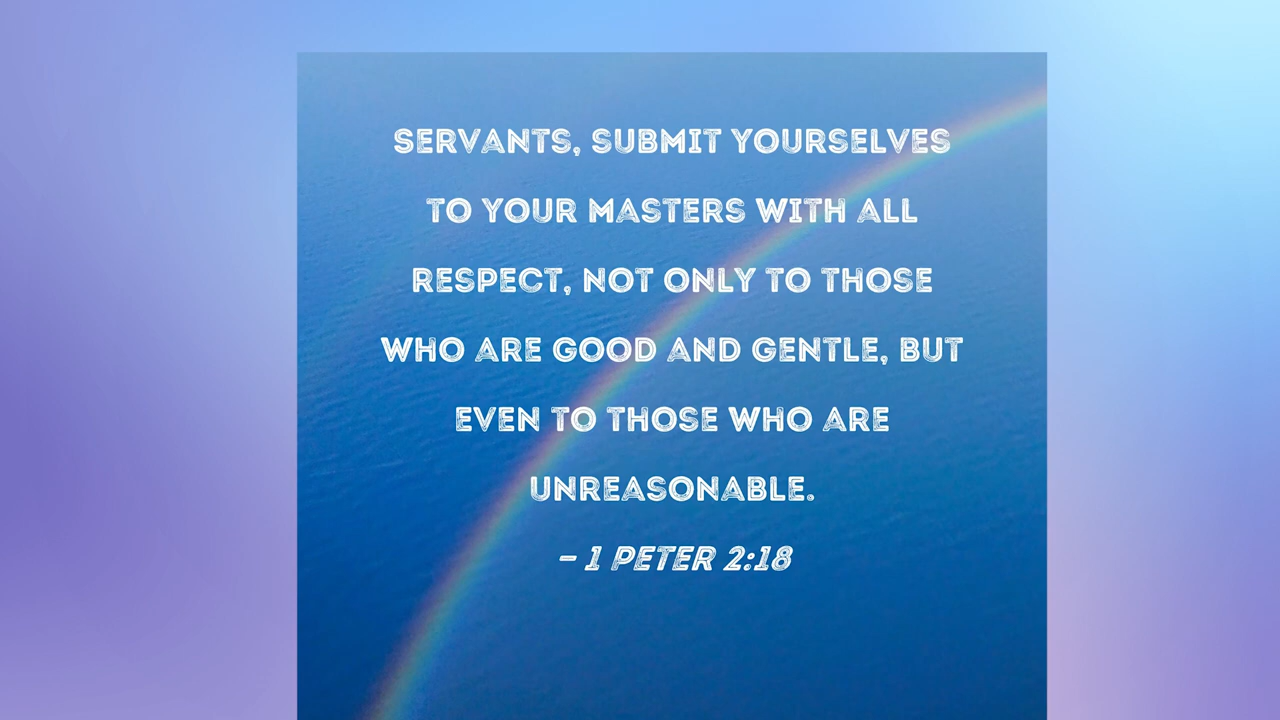 SERVANTS, SUBMIT YOURSELVES
TO YOUR MASTERS WITH ALL
RESPECT, NOT ONLY TO THOSE
WHO ARE GOOD AND GENTLE, BUT
EVEN TO THOSE WHO ARE
UNREASONABLE.
– 1 PETER 2:18